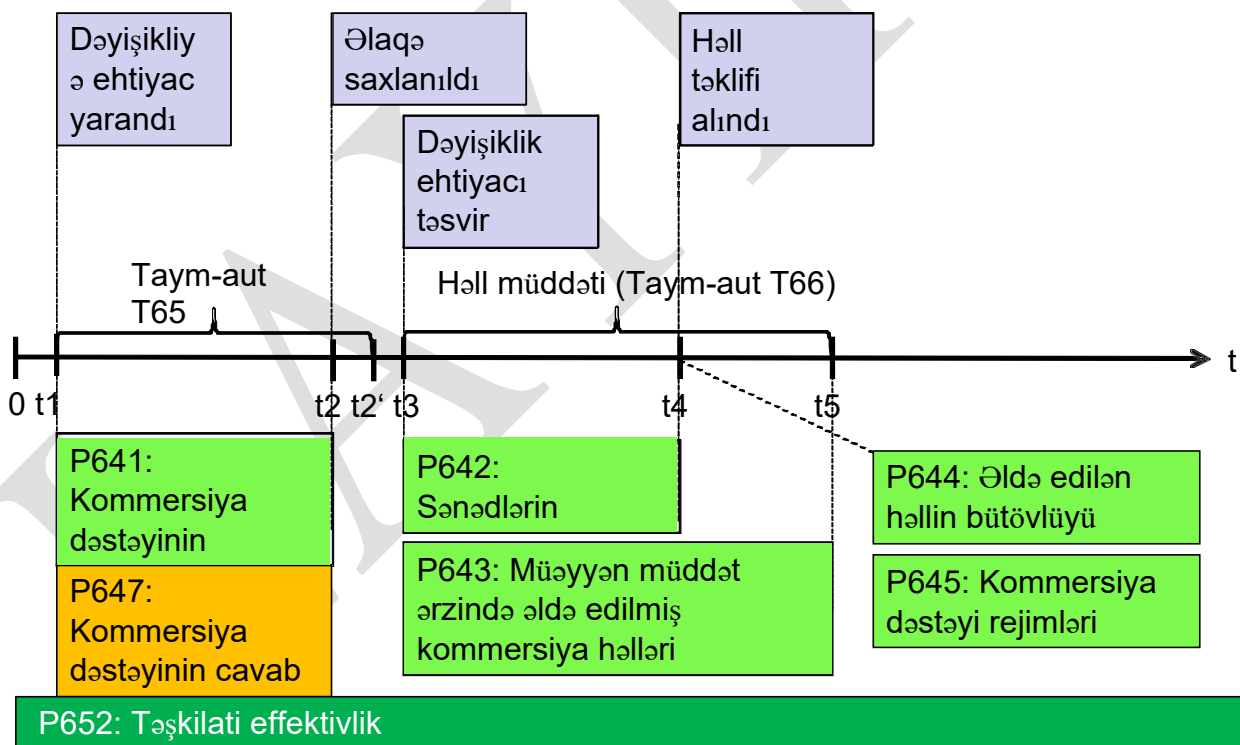 Dəyişikliy
ə ehtiyac
yarandı
Əlaqə
saxlanıldı
Həll
təklifi
alındı
Dəyişiklik
ehtiyacı
təsvir
Taym-aut
T65
Həll müddəti (Taym-aut T66)
t
0 t1 t2 t2‘ t3 t4 t5
P641:
Kommersiya
dəstəyinin
P642:
Sənədlərin
P644: Əldə edilən
həllin bütövlüyü
P647:
Kommersiya
dəstəyinin cavab
P643: Müəyyən müddət
ərzində əldə edilmiş
kommersiya həlləri
P645: Kommersiya
dəstəyi rejimləri
P652: Təşkilati effektivlik